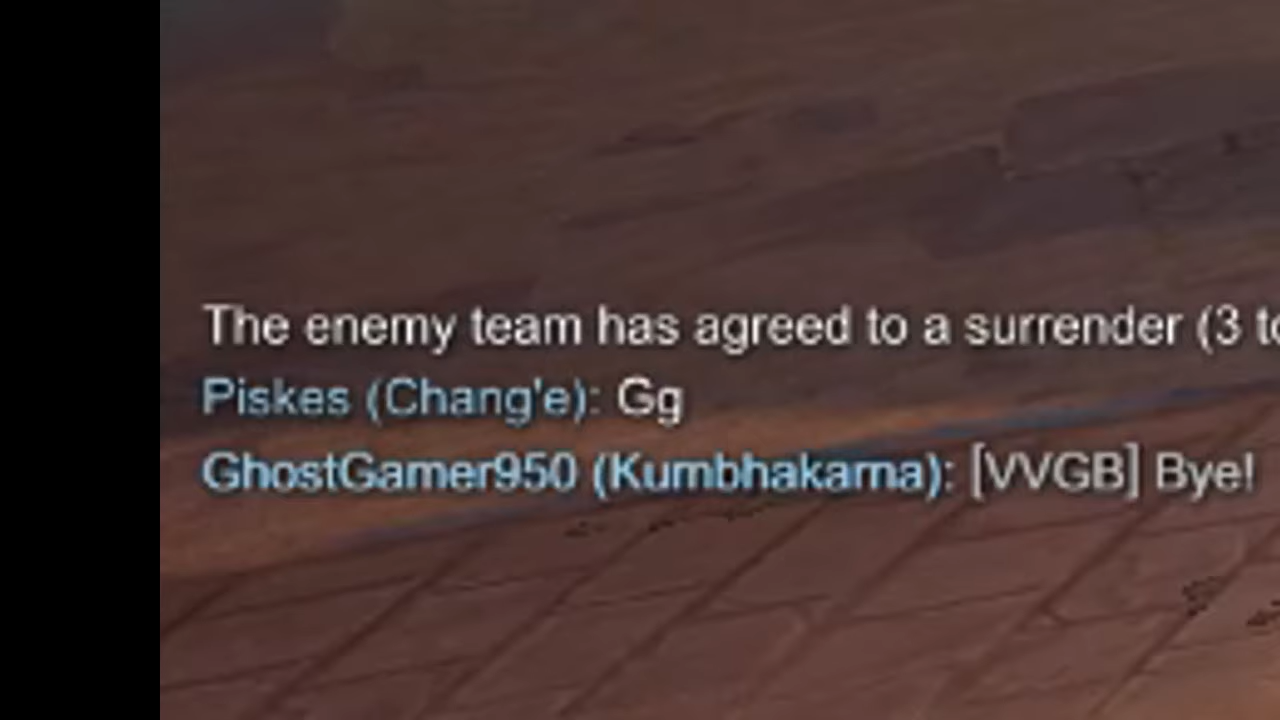 The enemy team has agreed to a surrender (3
Piskes (Chang'e): Gg
GhostGamer950 (Kumbhakarna): [VVGB] Bye!